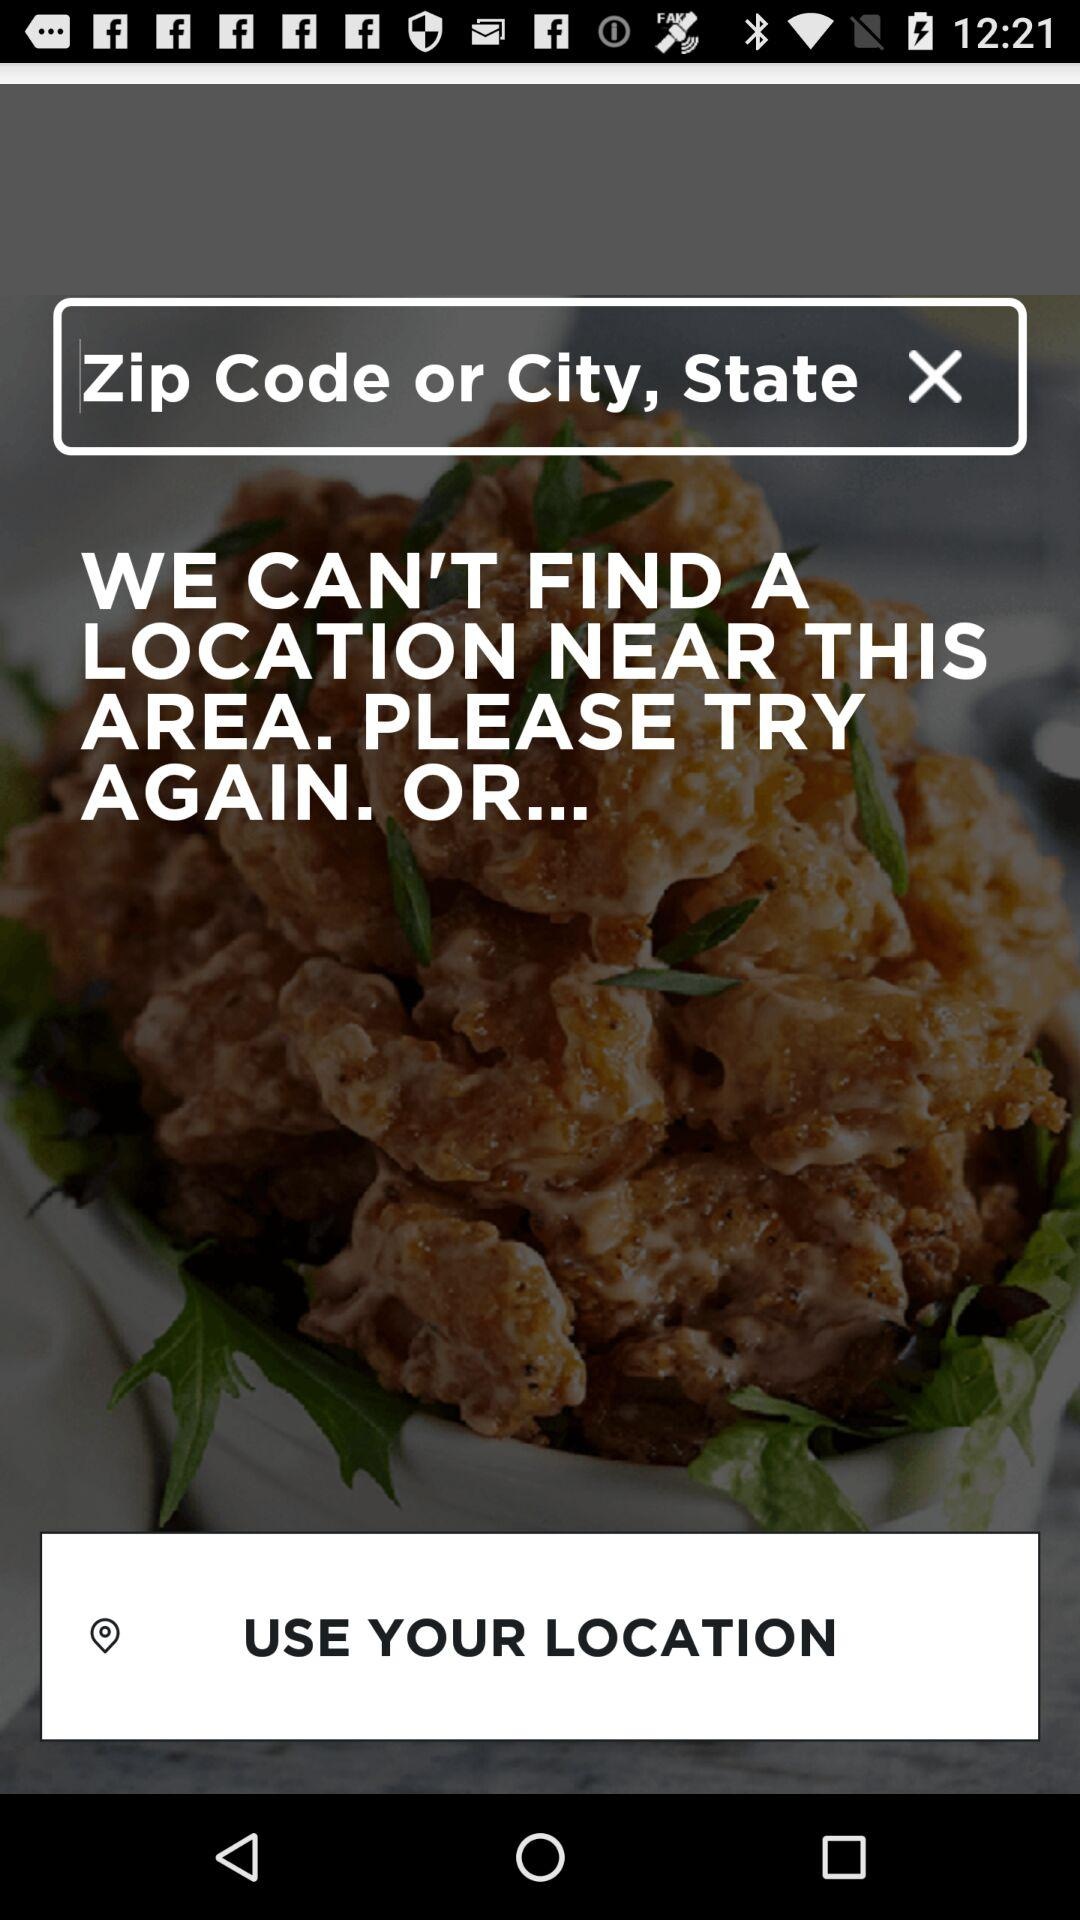 FAKE
12:21
Zip Code or City, State
WE CAN'T FIND A
LOCATION NEAR THIS
AREA. PLEASE TRY
AGAIN. OR...
USE YOUR LOCATION